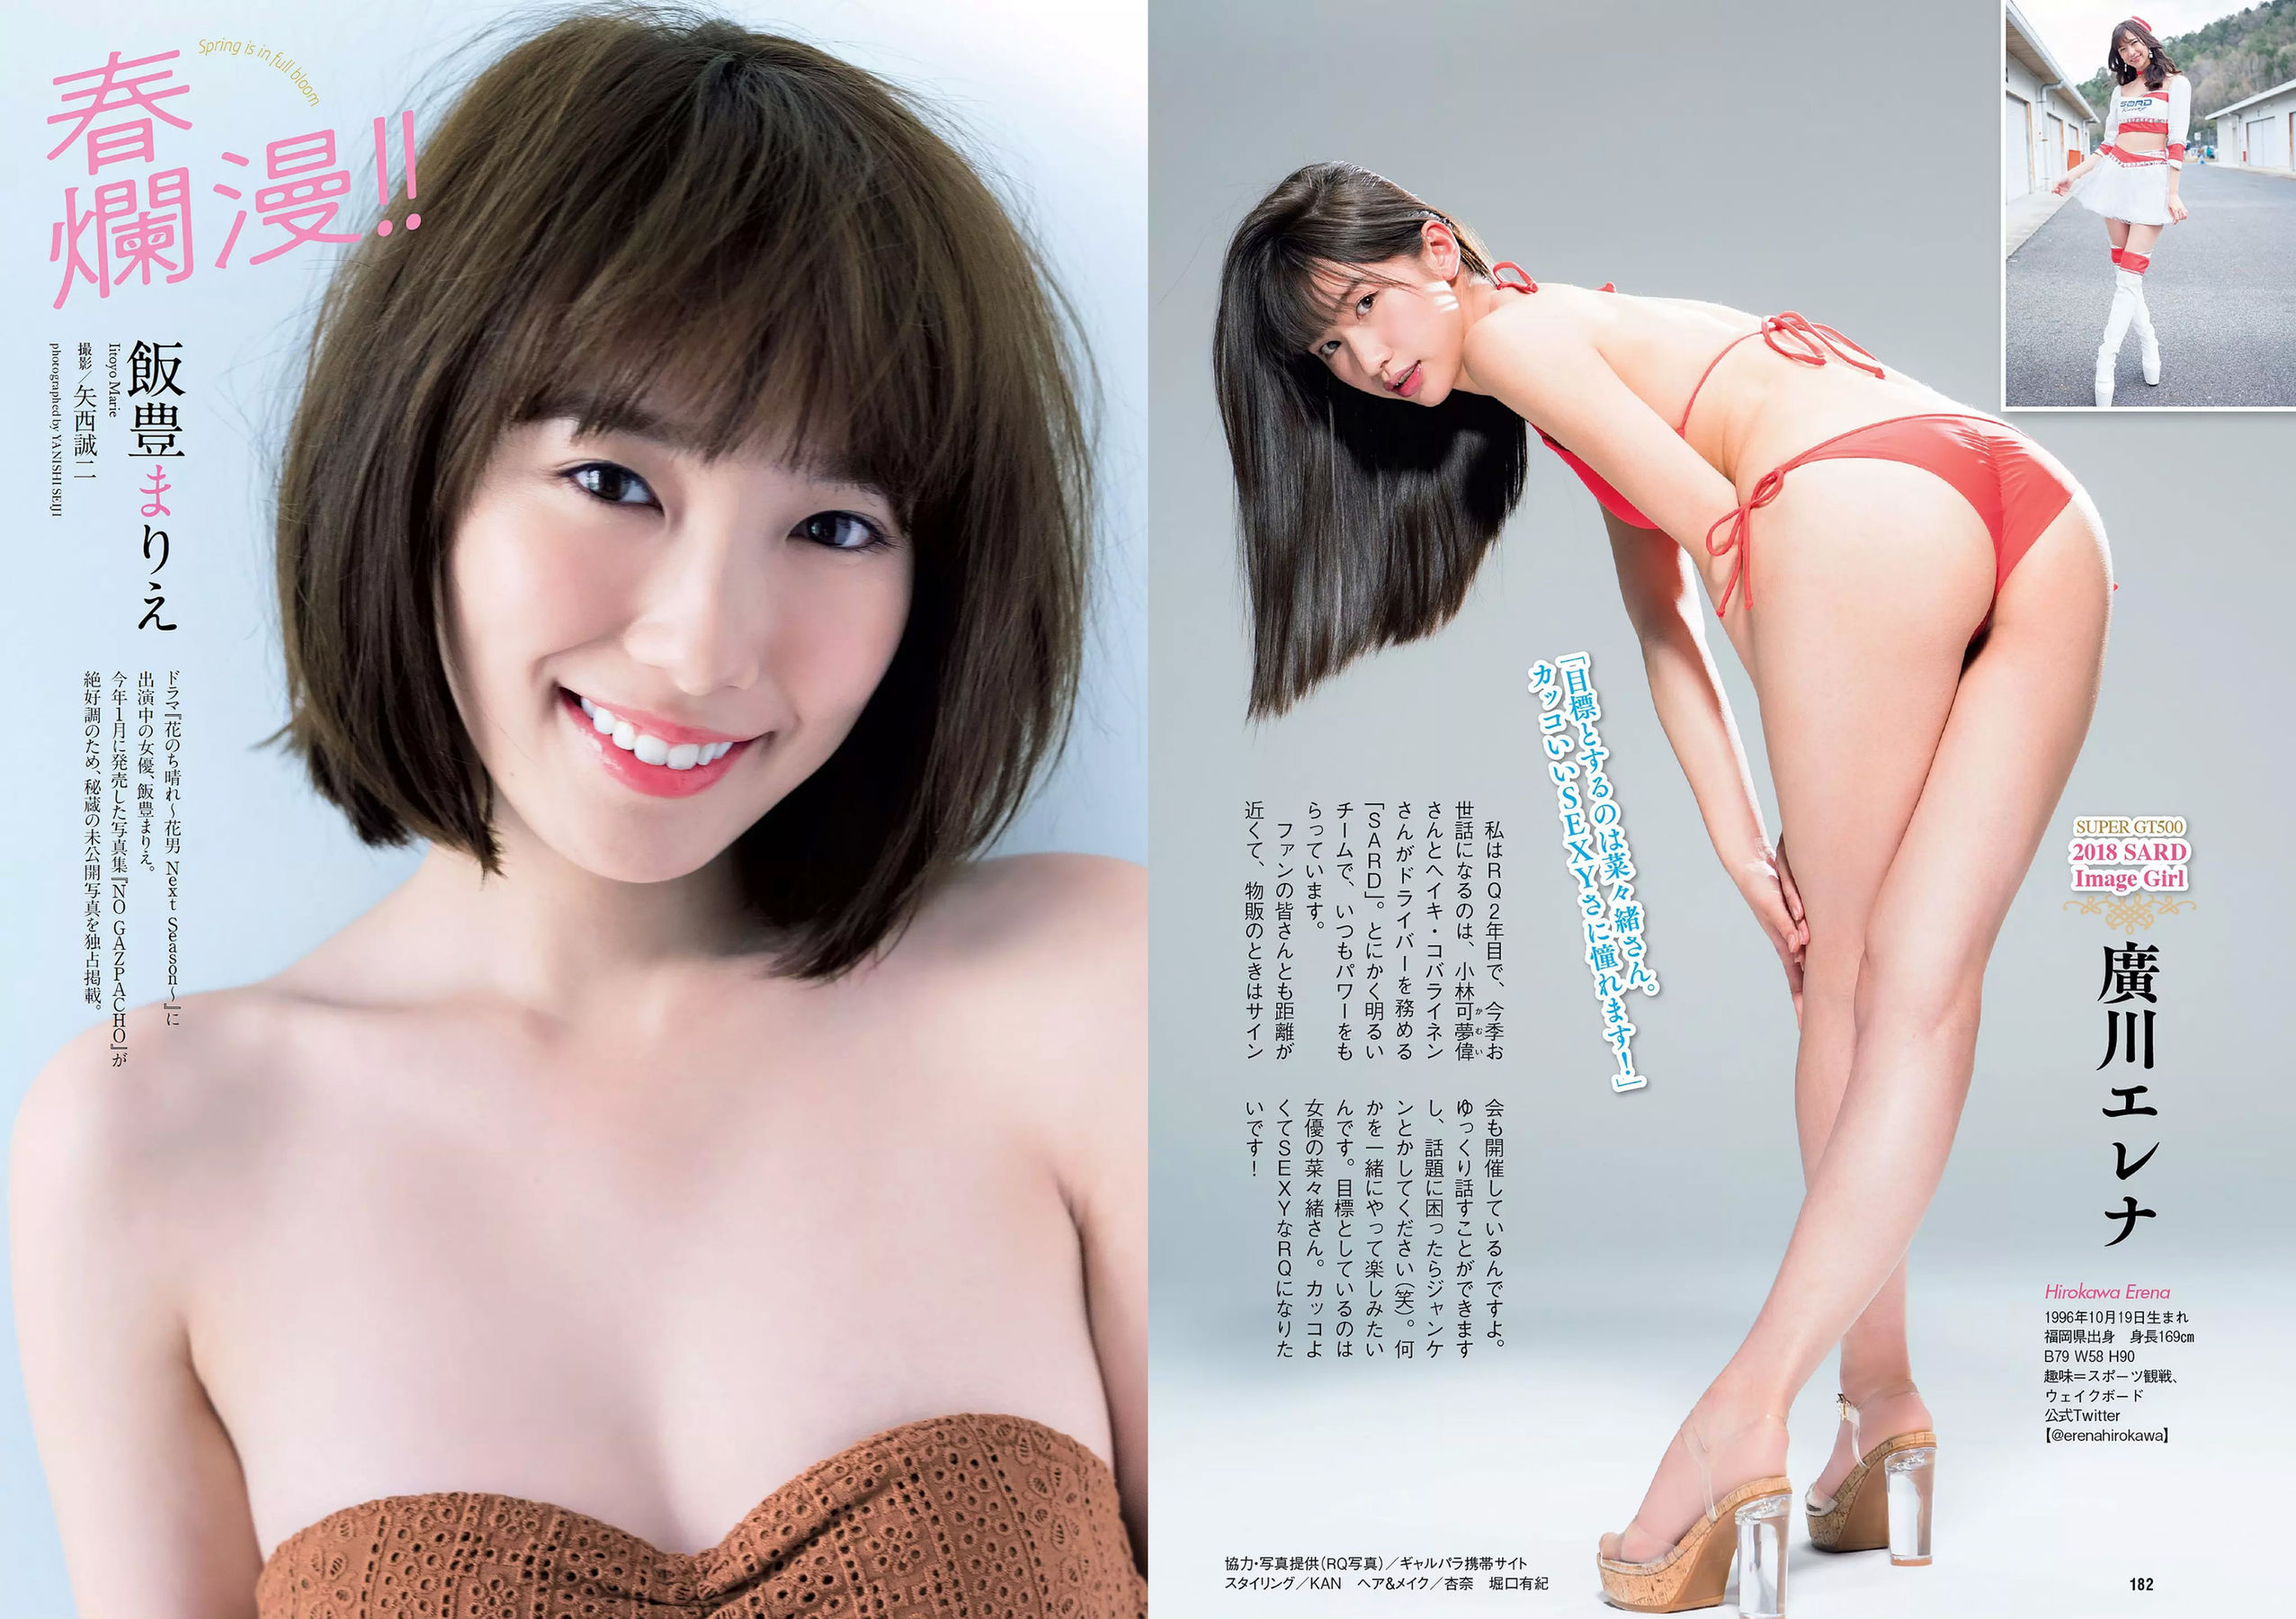 Spring is in full bloom
春
爛漫!!
飯豊まりえ
Iitoyo Marie
撮影/矢西誠二
photographed by YANISHI SEIJI
ドラマ『花のち晴れ〜花男 Next Season〜』に
出演中の女優、飯豊まりえ。
今年1月に発売した写真集『NO GAZPACHO』が
絶好調のため、秘蔵の未公開写真を独占掲載。
SARD
「目標とするのは菜々緒さん。
カッコいいSEXYさに憧れます!」
SUPER GT500
2018 SARD
Image Girl
廣川エレナ
Hirokawa Erena
1996年10月19日生まれ
福岡県出身 身長169㎝
B79 W58 H90
趣味＝スポーツ観戦、
ウェイクボード
公式Twitter
【@erenahirokawa】
私はRQ2年目で、今季お
世話になるのは、小林可夢偉
かむい
さんとヘイキ・コバライネン
さんがドライバーを務める
「SARD」。とにかく明るい
チームで、いつもパワーをも
らっています。
ファンの皆さんとも距離が
近くて、物販のときはサイン
会も開催しているんですよ。
ゆっくり話すことができます
し、話題に困ったらジャンケ
ンとかしてください(笑)。何
かを一緒にやって楽しみたい
んです。目標としているのは
女優の菜々緒さん。カッコよ
くてSEXYなRQになりた
いです!
協力・写真提供(RQ写真)/ギャルパラ携帯サイト
スタイリング/KAN ヘア&メイク/杏奈 堀口有紀
182